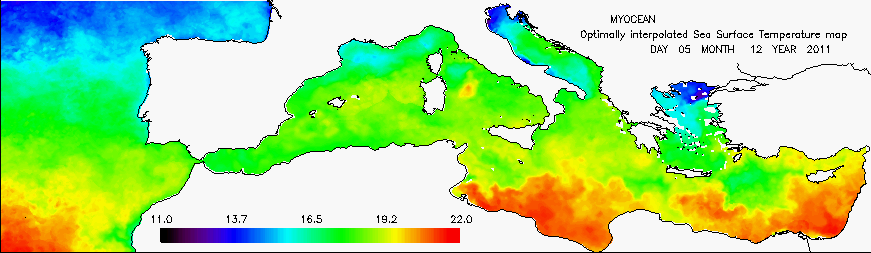 MYOCEAN
Optimally interpolated Sea Surface Temperature map
DAY 05 MONTH 12 YEAR 2011
11.0 13.7 16.5 19.2 22.0